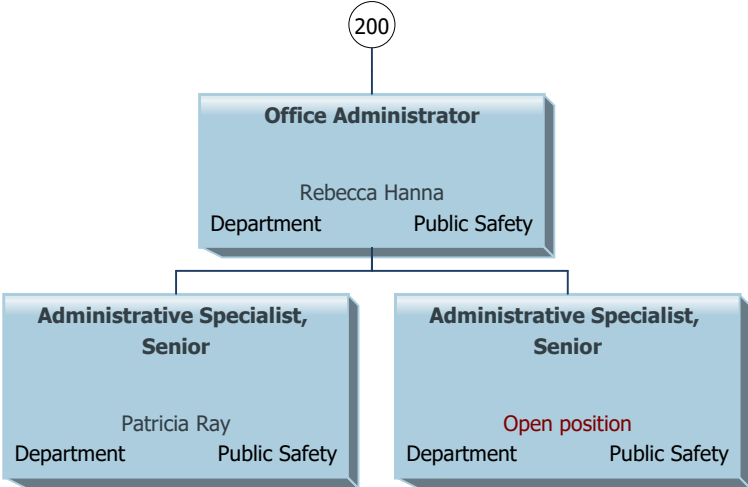 200
Office Administrator
Rebecca Hanna
Department Public Safety
Administrative Specialist,
Senior
Patricia Ray
Department Public Safety
Administrative Specialist,
Senior
Open position
Department Public Safety